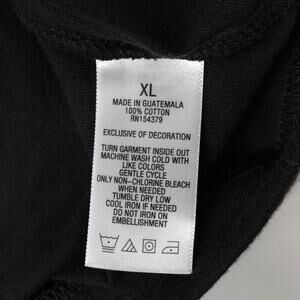 XL
MADE IN GUATEMALA
100% COTTON
RN154379
EXCLUSIVE OF DECORATION
TURN GARMENT INSIDE OUT
MACHINE WASH COLD WITH
LIKE COLORS
GENTLE CYCLE
ONLY NON-CHLORINE BLEACH
WHEN NEEDED
TUMBLE DRY LOW
COOL IRON IF NEEDED
DO NOT IRON ON
EMBELLISHMENT